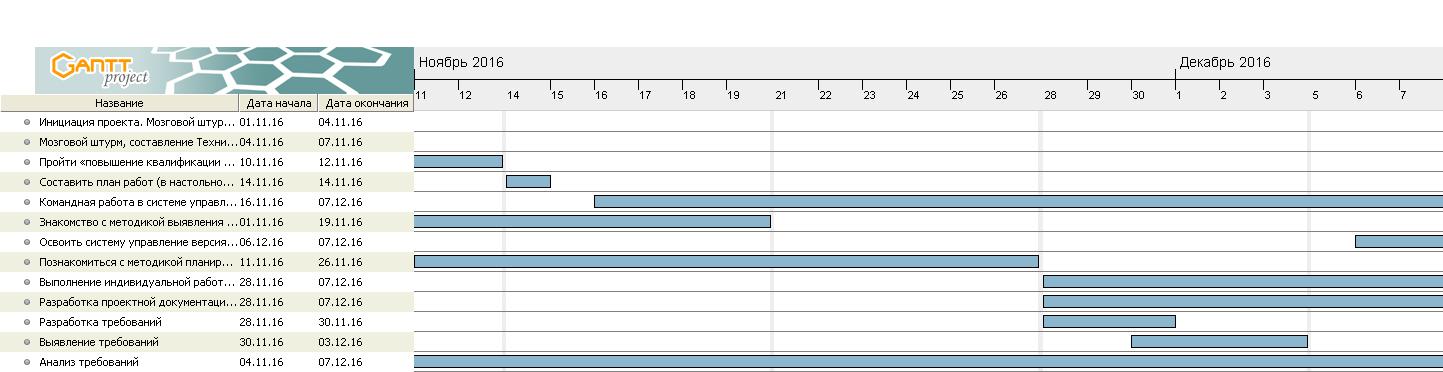 GANTT project
Ноябрь 2016 Декабрь 2016
11 12 14 15 16 17 18 19 21 22 23 24 25 26 28 29 30 1 2 3 5 6 7
Название Дата начала Дата окончания
Инициация проекта. Мозговой штур... 01.11.16 04.11.16
Мозговой штурм, составление Техни... 04.11.16 07.11.16
Пройти «повышение квалификации ... 10.11.16 12.11.16
Составить план работ (в настольно... 14.11.16 14.11.16
Командная работа в системе управл... 16.11.16 07.12.16
Знакомство с методикой выявления ... 01.11.16 19.11.16
Освоить систему управление версия... 06.12.16 07.12.16
Познакомиться с методикой планир... 11.11.16 26.11.16
Выполнение индивидуальной работ... 28.11.16 07.12.16
Разработка проектной документаци... 28.11.16 07.12.16
Разработка требований 28.11.16 30.11.16
Выявление требований 30.11.16 03.12.16
Анализ требований 04.11.16 07.12.16